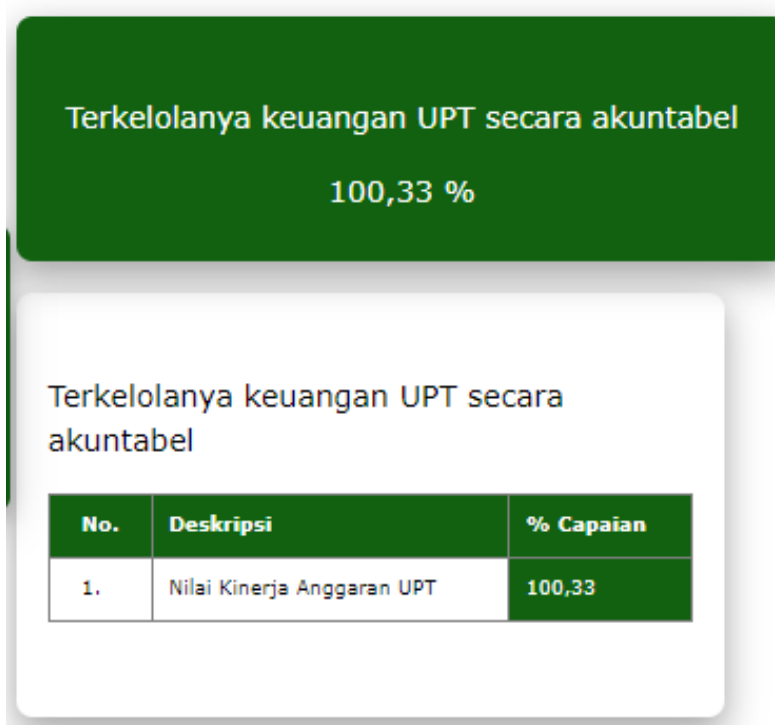 Terkelolanya keuangan UPT secara akuntabel
100,33 %
Terkelolanya keuangan UPT secara
akuntabel
No. Deskripsi % Capaian
1. Nilai Kinerja Anggaran UPT 100,33